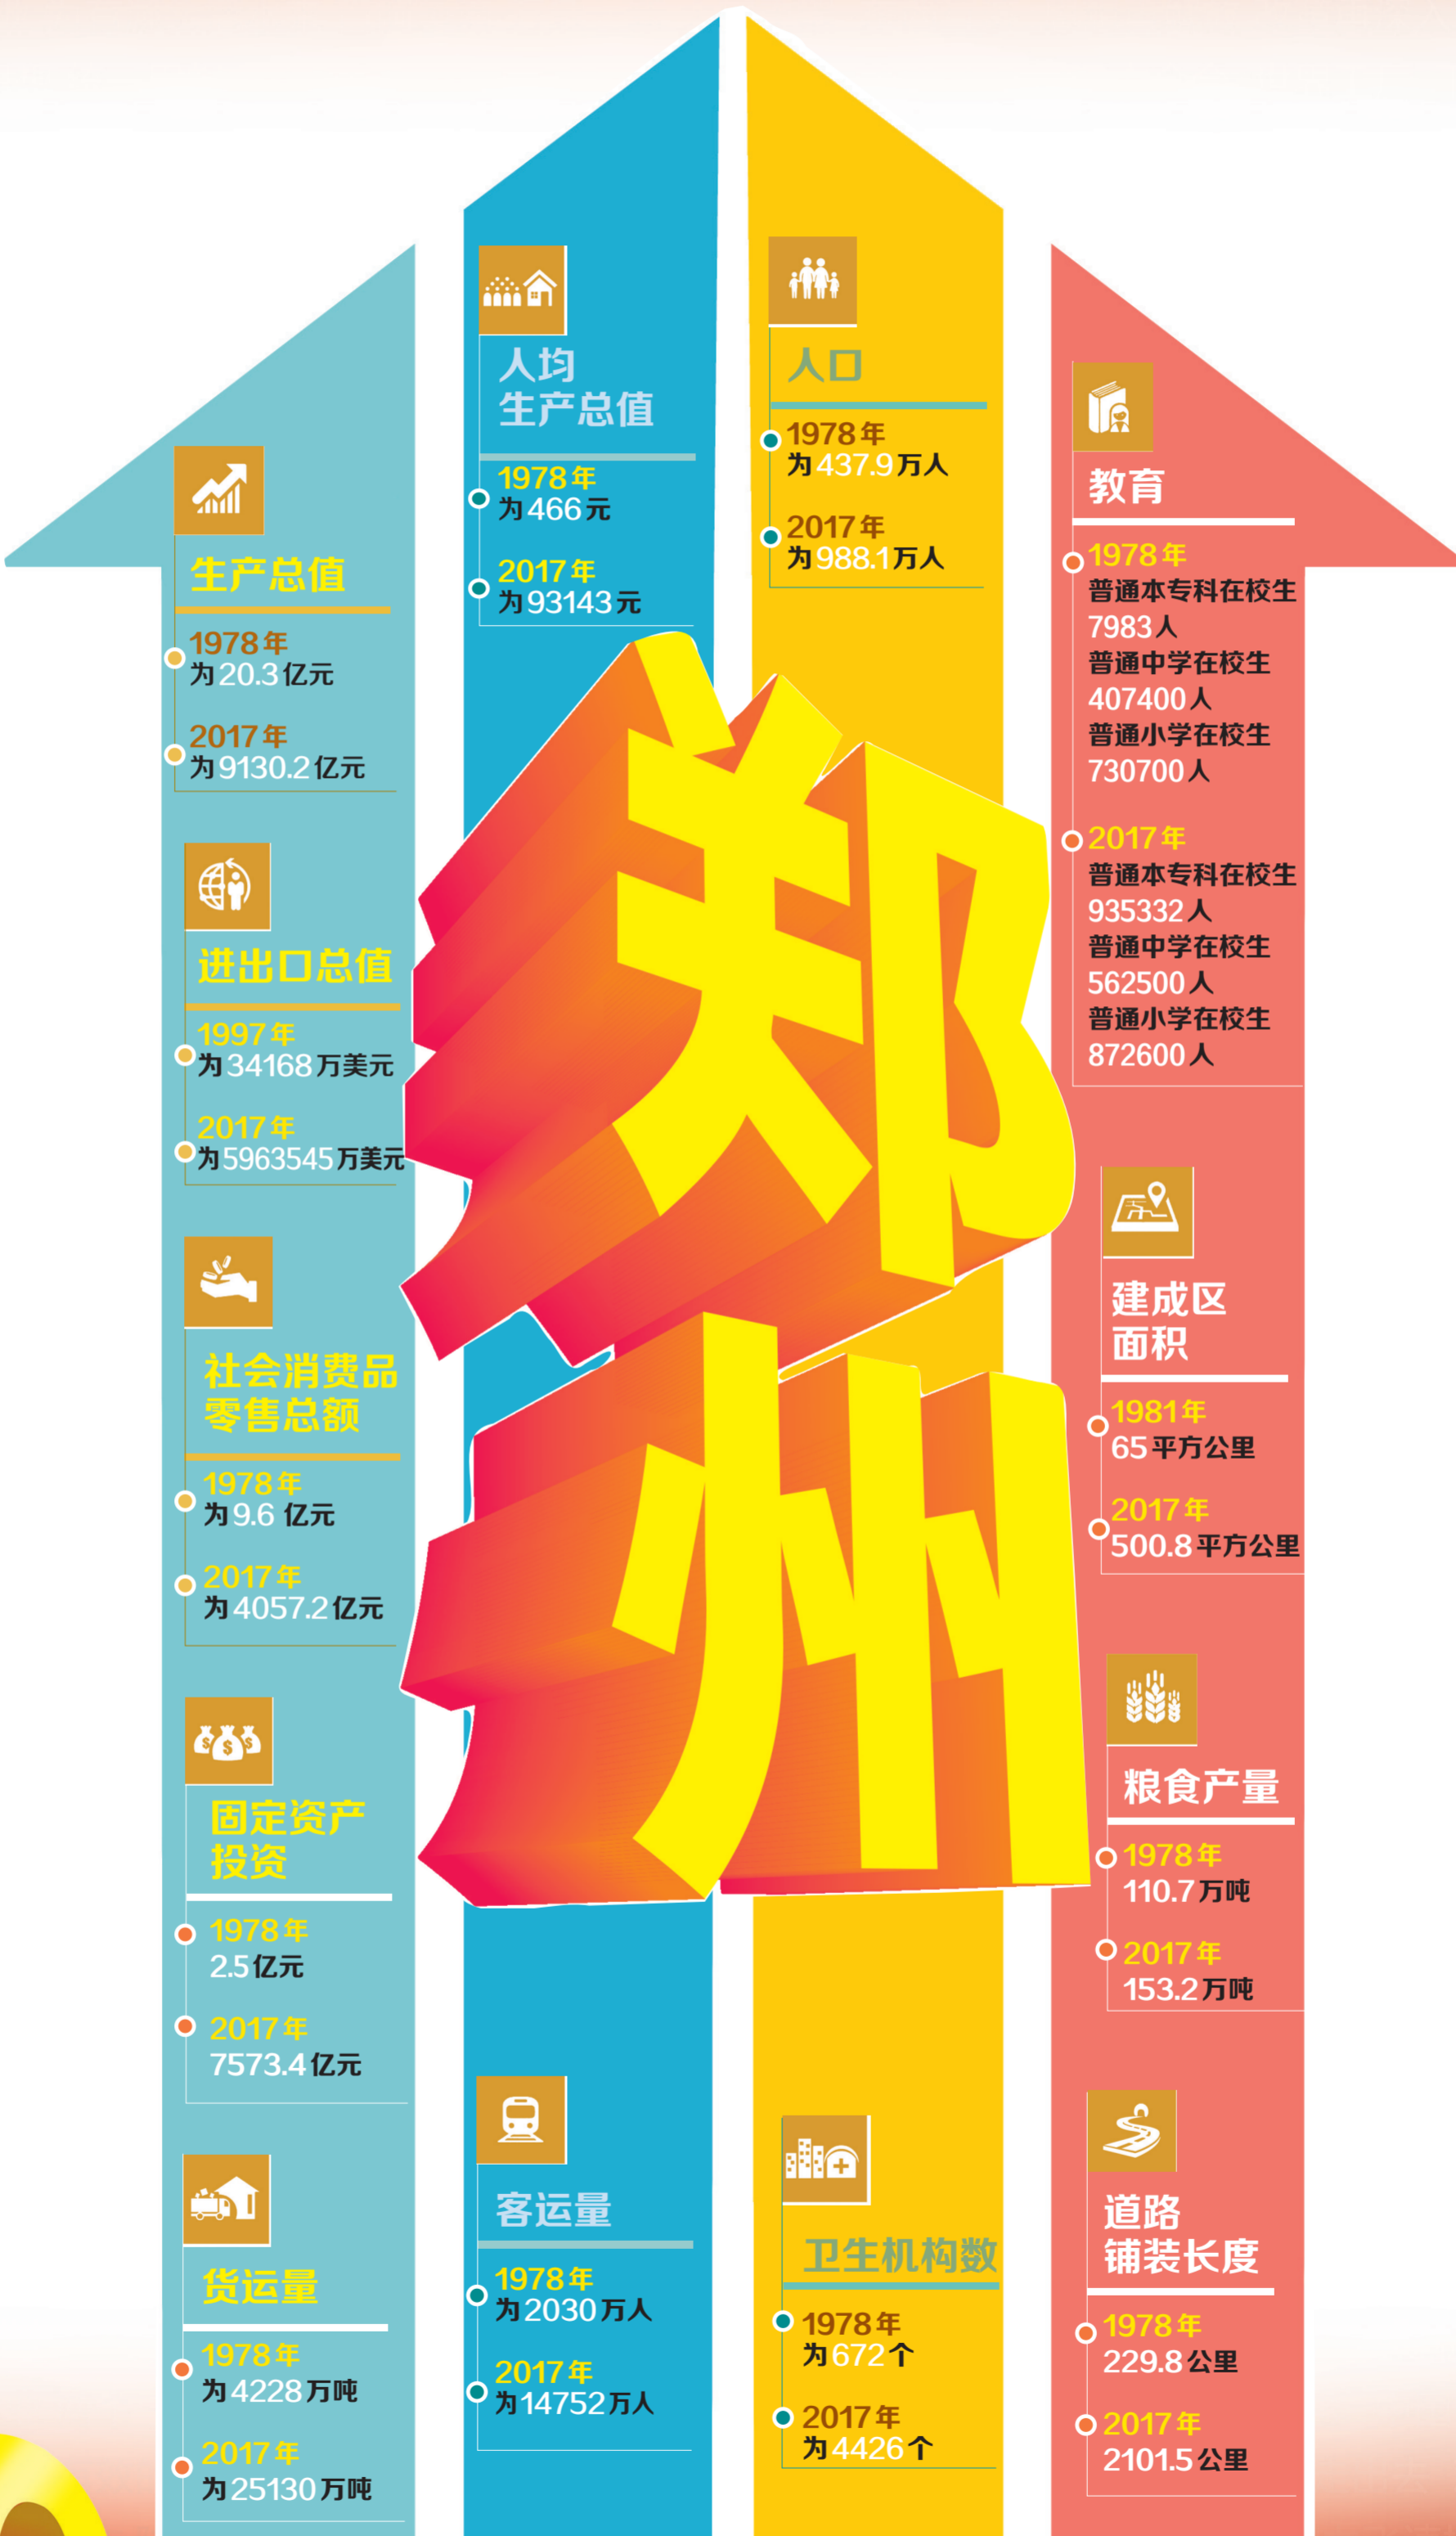 郑州
生产总值
1978年
为20.3亿元
2017年
为9130.2亿元
进出口总值
1997年
为34168万美元
2017年
为5963545万美元
社会消费品
零售总额
1978年
为9.6 亿元
2017年
为4057.2亿元
固定资产
投资
1978年
2.5亿元
2017年
7573.4亿元
货运量
1978年
为4228万吨
2017年
为25130万吨
人均
生产总值
1978年
为466元
2017年
为93143元
客运量
1978年
为2030万人
2017年
为14752万人
人口
1978年
为437.9万人
2017年
为988.1万人
卫生机构数
1978年
为672个
2017年
为4426个
教育
1978年
普通本专科在校生
7983人
普通中学在校生
407400人
普通小学在校生
730700人
2017年
普通本专科在校生
935332人
普通中学在校生
562500人
普通小学在校生
872600人
建成区
面积
1981年
65平方公里
2017年
500.8平方公里
粮食产量
1978年
110.7万吨
2017年
153.2万吨
道路
铺装长度
1978年
229.8公里
2017年
2101.5公里